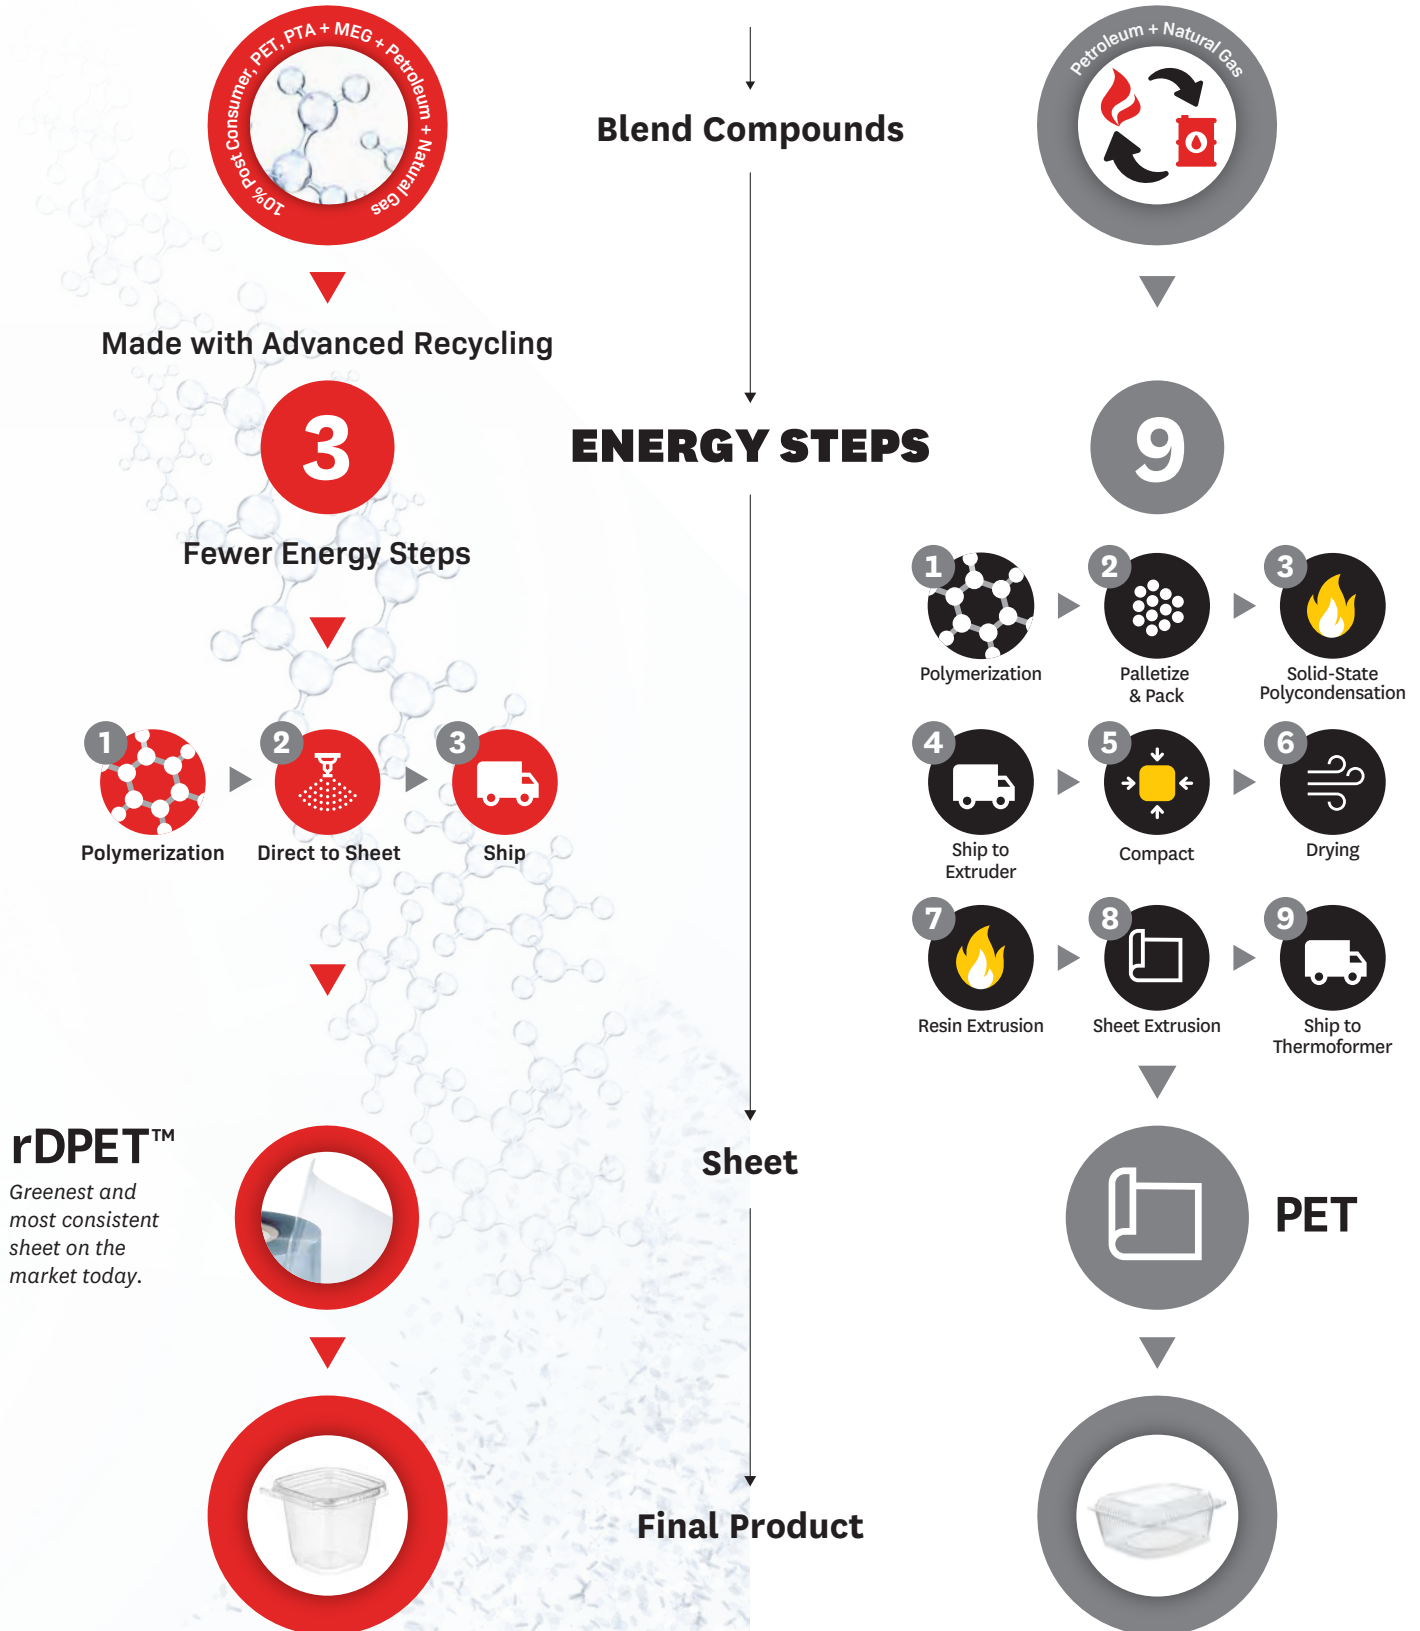 10% Post Consumer, PET, PTA + MEG + Petroleum + Natural Gas
Blend Compounds
Petroleum + Natural Gas
Made with Advanced Recycling
3
ENERGY STEPS
9
Fewer Energy Steps
1
Polymerization
2
Direct to Sheet
3
Ship
1
Polymerization
2
Palletize
& Pack
3
Solid-State
Polycondensation
4
Ship to
Extruder
5
Compact
6
Drying
7
Resin Extrusion
8
Sheet Extrusion
9
Ship to
Thermoformer
rDPET™
Greenest and
most consistent
sheet on the
market today.
Sheet
PET
Final Product